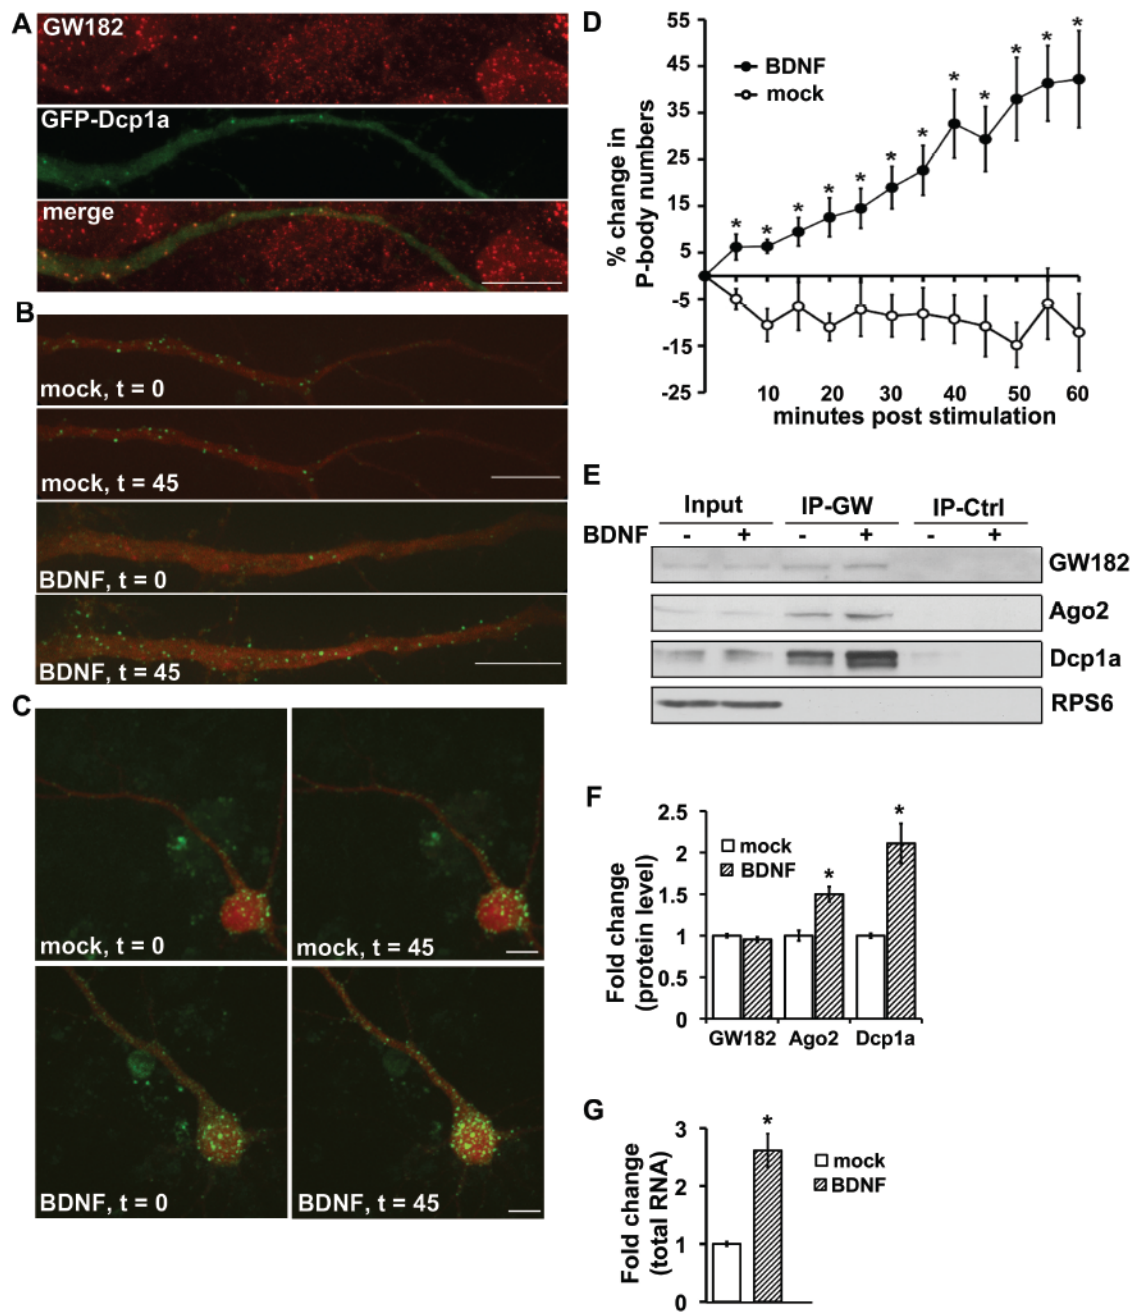 A
GW182
GFP-Dcp1a
merge
B
mock, t = 0
mock, t = 45
BDNF, t = 0
BDNF, t = 45
C
mock, t = 0
mock, t = 45
BDNF, t = 0
BDNF, t = 45
D
% change in
P-body numbers
55
45
35
25
15
5
-5
-15
-25
BDNF
mock
* * * * * * * * * * * *
10 20 30 40 50 60
minutes post stimulation
E
Input IP-GW IP-Ctrl
BDNF - + - + - +
GW182
Ago2
Dcp1a
RPS6
F
Fold change
(protein level)
2.5
2
1.5
1
0.5
0
mock
BDNF
* *
GW182 Ago2 Dcp1a
G
Fold change
(total RNA)
3
2
1
0
*
mock
BDNF